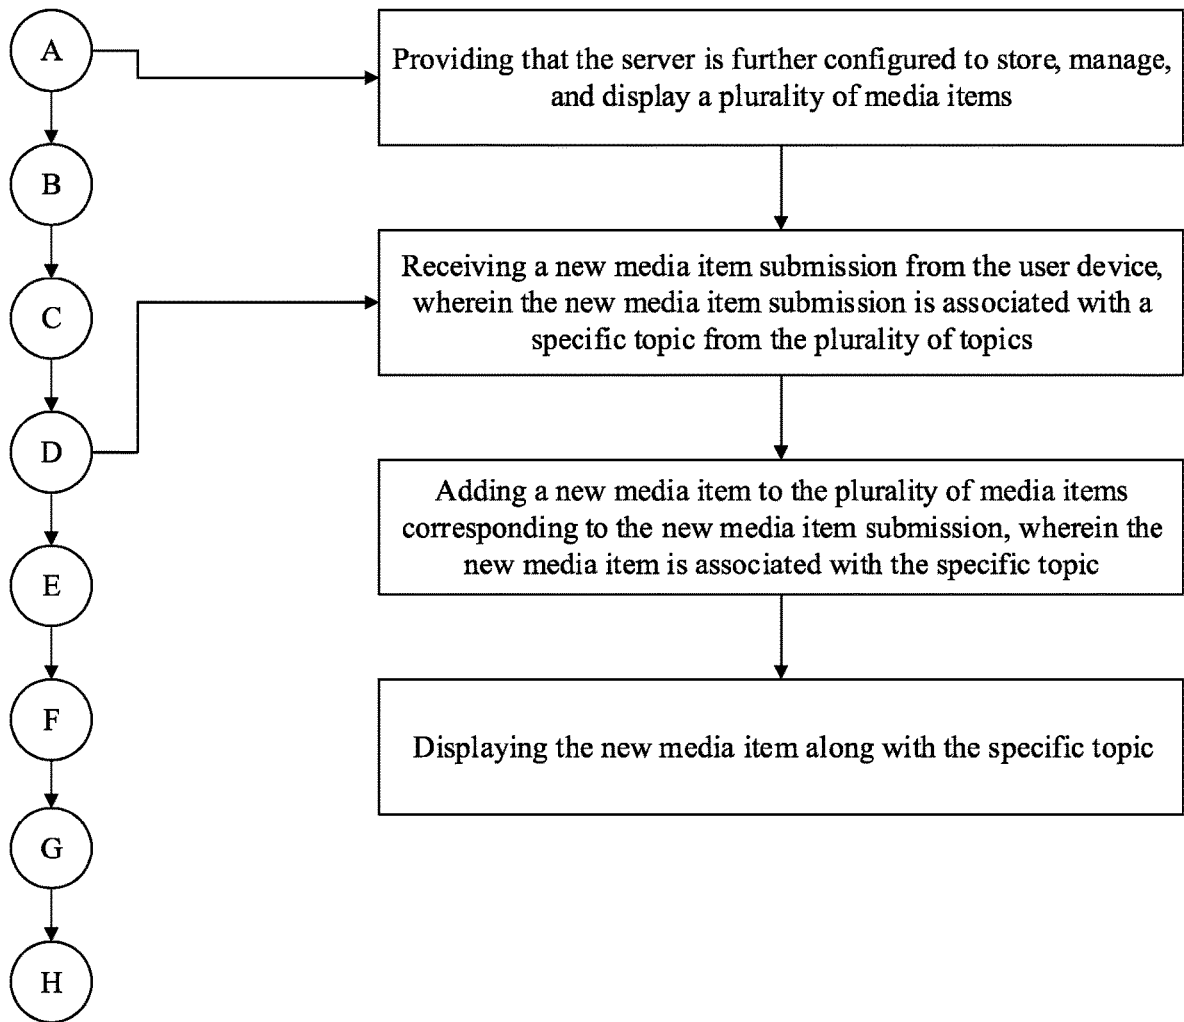 A
Providing that the server is further configured to store, manage,
and display a plurality of media items
B
Receiving a new media item submission from the user device,
wherein the new media item submission is associated with a
specific topic from the plurality of topics
C
D
Adding a new media item to the plurality of media items
corresponding to the new media item submission, wherein the
new media item is associated with the specific topic
E
F
Displaying the new media item along with the specific topic
G
H